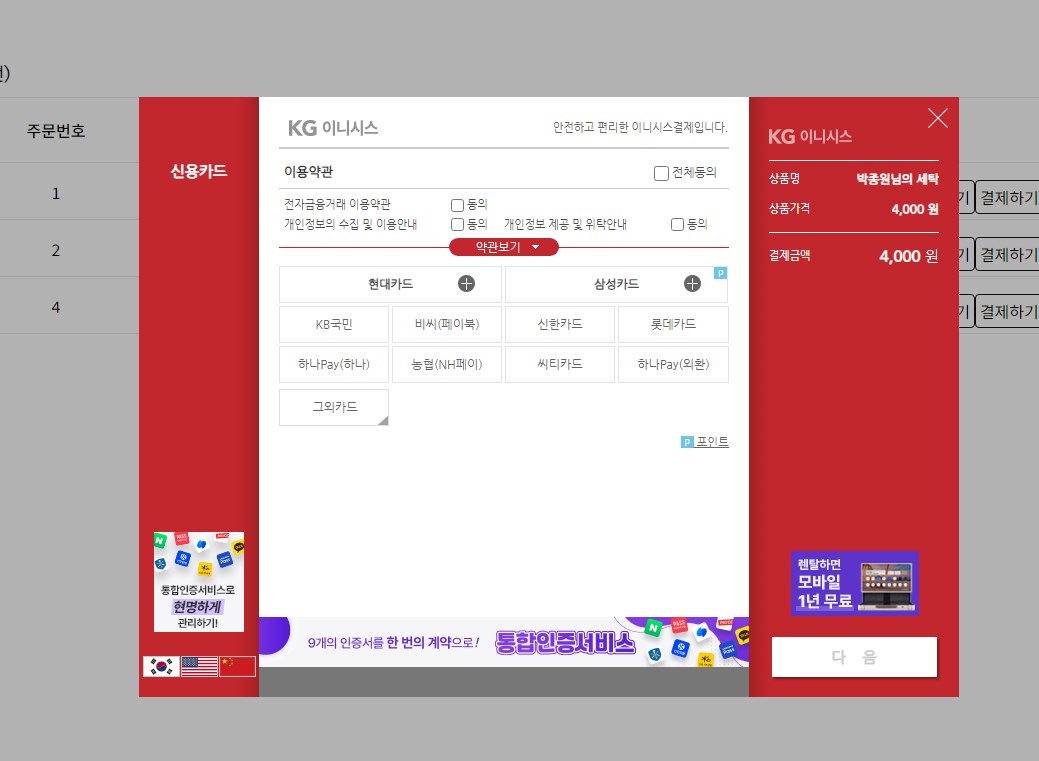 주문번호
1
2
4
결제하기
결제하기
결제하기
신용카드
통합인증서비스로
현명하게
관리하기!
KG 이니시스
안전하고 편리한 이니시스결제입니다.
이용약관
전체동의
전자금융거래 이용약관 동의
개인정보의 수집 및 이용안내 동의 개인정보 제공 및 위탁안내 동의
약관보기
현대카드 삼성카드 p
KB국민 비씨(페이북) 신한카드 롯데카드
하나Pay(하나) 농협(NH페이) 씨티카드 하나Pay(외환)
그외카드
p 포인트
9개의 인증서를 한 번의 계약으로! 통합인증서비스
KG 이니시스
상품명 박종원님의 세탁
상품가격 4,000 원
결제금액 4,000 원
렌탈하면
모바일
1년 무료
다 음